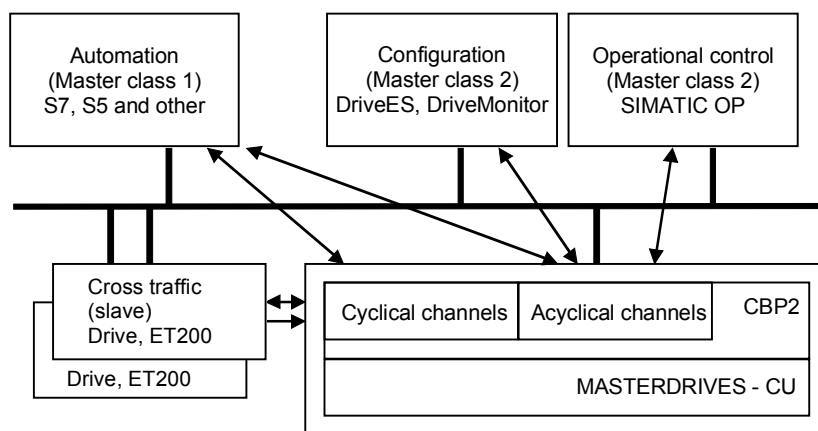 Automation
(Master class 1)
S7, S5 and other
Configuration
(Master class 2)
DriveES, DriveMonitor
Operational control
(Master class 2)
SIMATIC OP
Cross traffic
(slave)
Drive, ET200
Drive, ET200
Cyclical channels
Acyclical channels
CBP2
MASTERDRIVES - CU